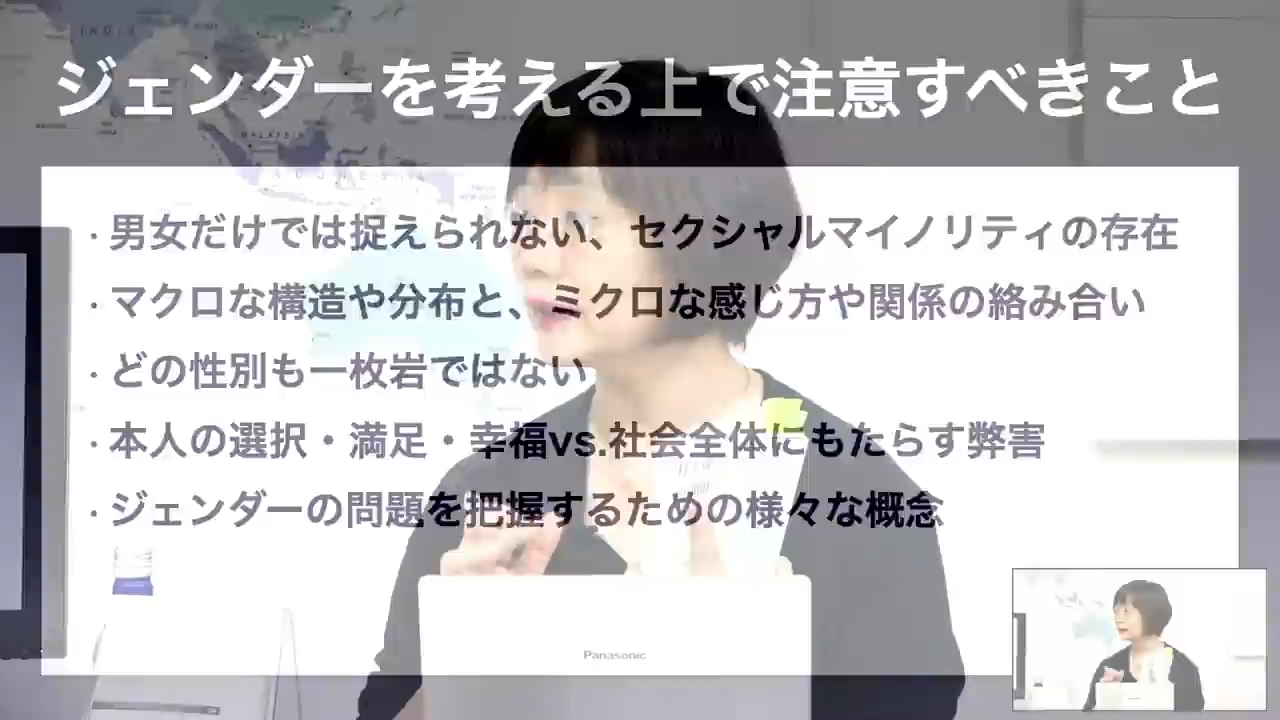 INDIA
MALAYSIA
INDONESIA
ジェンダーを考える上で注意すべきこと
・男女だけでは捉えられない、セクシャルマイノリティの存在
・マクロな構造や分布と、ミクロな感じ方や関係の絡み合い
・どの性別も一枚岩ではない
・本人の選択・満足・幸福vs.社会全体にもたらす弊害
・ジェンダーの問題を把握するための様々な概念
Panasonic